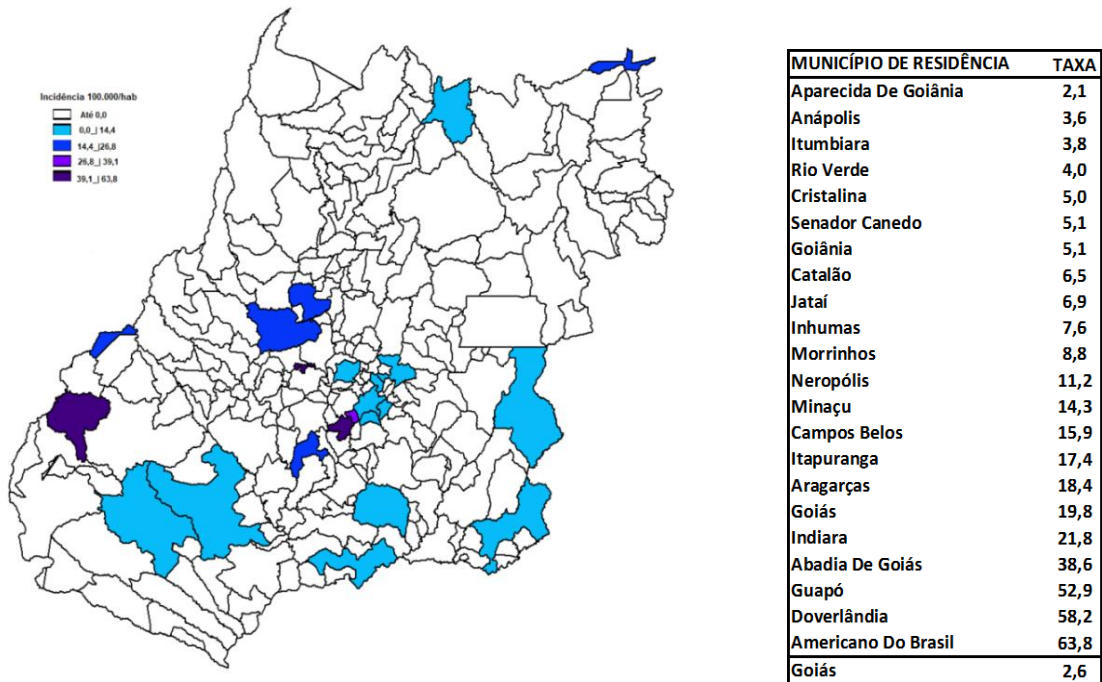 Incidência 100.000/hab
Até 0,0
0,0_| 14,4
14,4_|26,8
26,8_| 39,1
39,1_| 63,8
MUNICÍPIO DE RESIDÊNCIA TAXA
Aparecida De Goiânia 2,1
Anápolis 3,6
Itumbiara 3,8
Rio Verde 4,0
Cristalina 5,0
Senador Canedo 5,1
Goiânia 5,1
Catalão 6,5
Jataí 6,9
Inhumas 7,6
Morrinhos 8,8
Nerópolis 11,2
Minaçu 14,3
Campos Belos 15,9
Itapuranga 17,4
Aragarças 18,4
Goiás 19,8
Indiara 21,8
Abadia De Goiás 38,6
Guapó 52,9
Doverlândia 58,2
Americano Do Brasil 63,8
Goiás 2,6